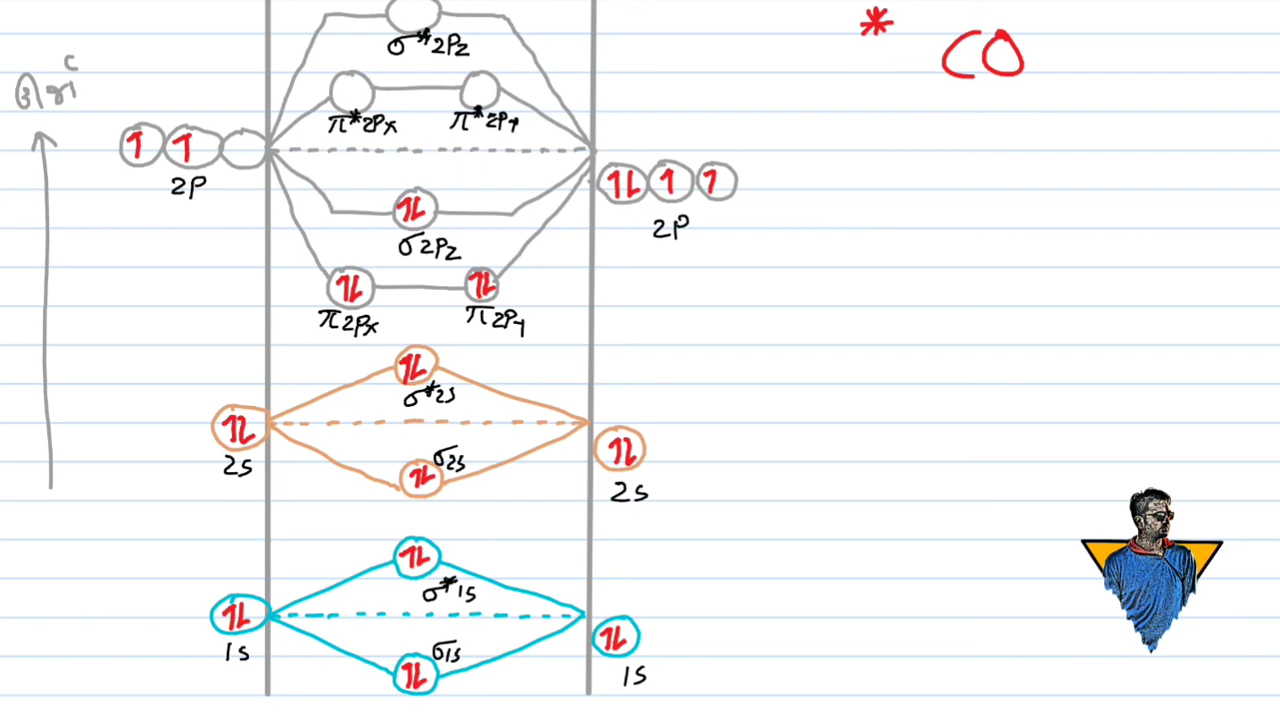 * CO
σ*2Pz
C
π*2Px π*2Py
↿ ↿
2P
⥮ ↿ ↿
2P
⥮
σ2Pz
⥮ ⥮
π2Px π2Py
⥮
σ*2s
⥮ ⥮
2s 2s
σ2s
⥮
⥮
σ*1s
⥮ ⥮
1s 1s
σ1s
⥮